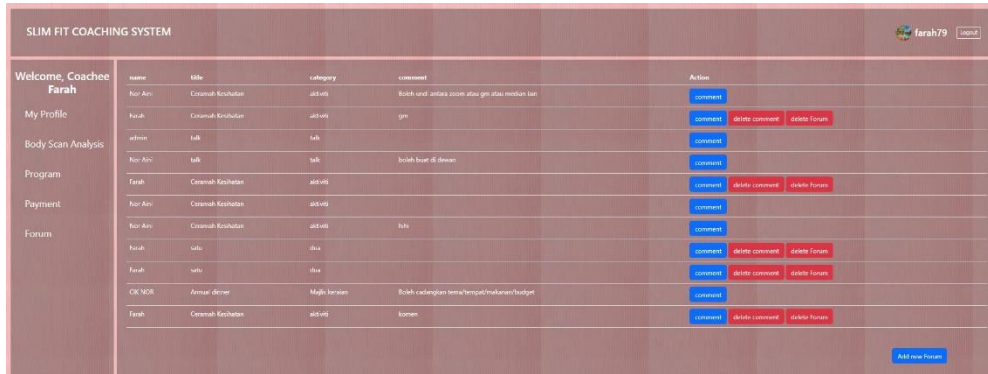 SLIM FIT COACHING SYSTEM
farah79 Logout
Welcome, Coachee
Farah
My Profile
Body Scan Analysis
Program
Payment
Forum
name title category comment Action
Nor Aini Ceramah Kesihatan aktiviti Boleh undi antara zoom atau gm atau median lain comment
Farah Ceramah Kesihatan aktiviti gm comment delete comment delete Forum
admin talk talk comment
Nor Aini talk talk boleh buat di dewan comment
Farah Ceramah Kesihatan aktiviti comment delete comment delete Forum
Nor Aini Ceramah Kesihatan aktiviti comment
Nor Aini Ceramah Kesihatan aktiviti comment
Farah satu dua comment delete comment delete Forum
Farah satu dua comment delete comment delete Forum
OK NOR Annual dinner Majlis Boleh cadangkan tema/tempat/makanan/budget comment
Farah Ceramah Kesihatan aktiviti komen comment delete comment delete Forum
Add new Forum